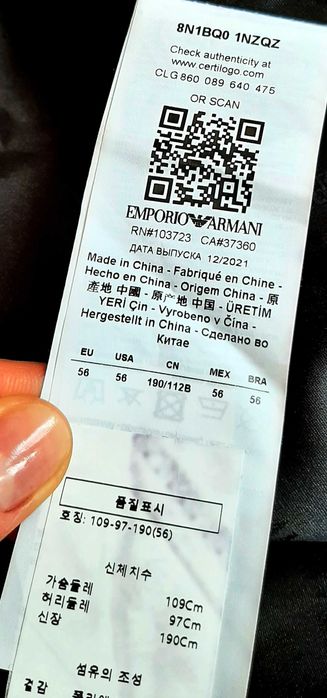 8N1BQ0 1NZQZ
Check authenticity at
www.certilogo.com
CLG 860 089 640 475
OR SCAN
EMPORIO ARMANI
RN#103723 CA#37360
ДАТА ВЫПУСКА 12/2021
Made in China - Fabriqué en Chine -
Hecho en China - Origem China - 原
產地 中國 - 原产地 中国 - ÜRETİM
YERİ Çin - Vyrobeno v Čína -
Hergestellt in China - Сделано во
Китае
EU USA CN MEX BRA
56 56 190/112B 56 56
품질표시
호칭: 109-97-190(56)
신체치수
가슴둘레 109Cm
허리둘레 97Cm
신장 190Cm
섬유의 조성
겉감